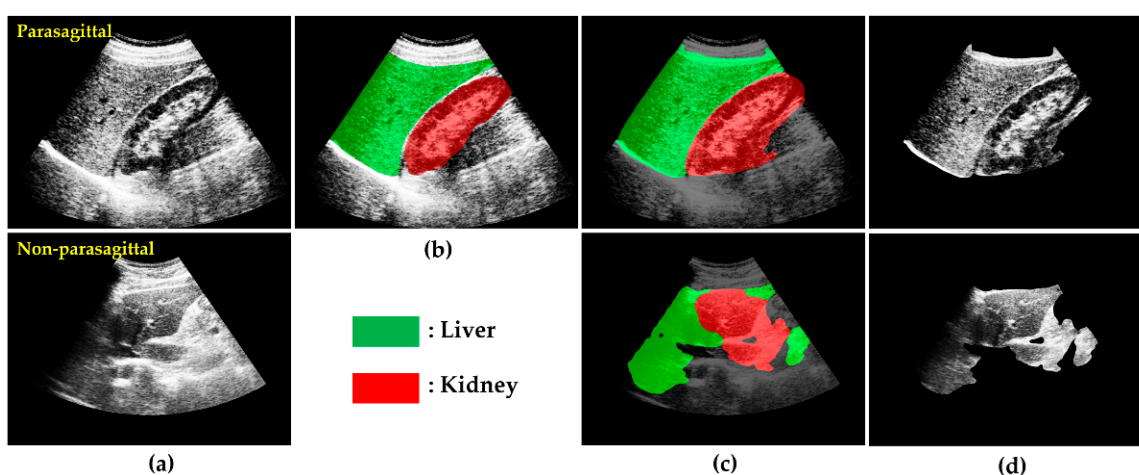 Parasagittal
(b)
Non-parasagittal
: Liver
: Kidney
(a)
(c)
(d)